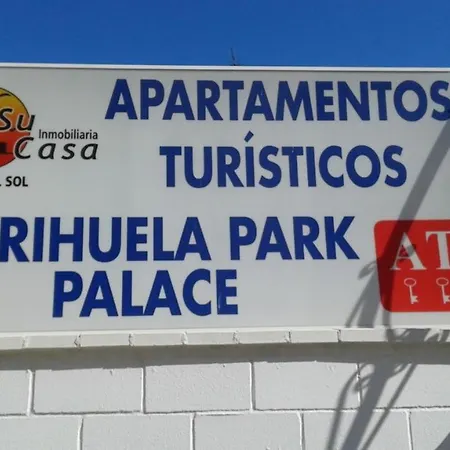 Su
Inmobiliaria
Casa
L SOL
APARTAMENTOS
TURÍSTICOS
RIHUELA PARK
PALACE
AT